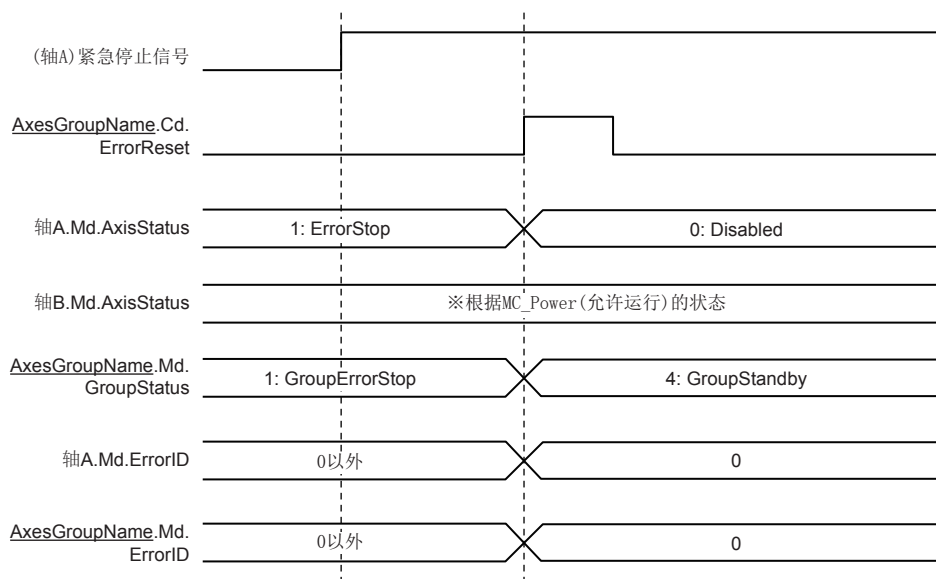 (轴A)紧急停止信号
AxesGroupName.Cd.
ErrorReset
轴A.Md.AxisStatus
1: ErrorStop
0: Disabled
轴B.Md.AxisStatus
※根据MC_Power(允许运行)的状态
AxesGroupName.Md.
GroupStatus
1: GroupErrorStop
4: GroupStandby
轴A.Md.ErrorID
0以外
0
AxesGroupName.Md.
ErrorID
0以外
0